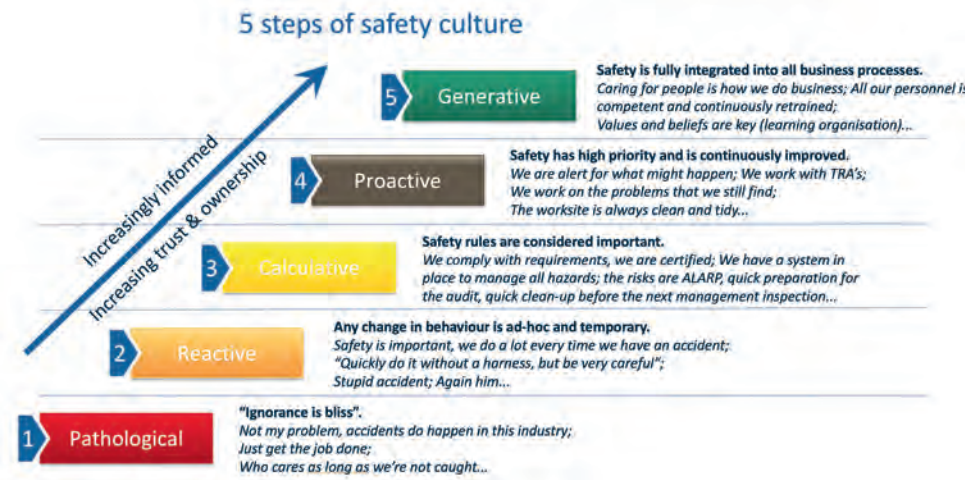 5 steps of safety culture
Increasingly informed
Increasing trust & ownership
5
Generative
Safety is fully integrated into all business processes.
Caring for people is how we do business; All our personnel is
competent and continuously retrained;
Values and beliefs are key (learning organisation)...
4
Proactive
Safety has high priority and is continuously improved.
We are alert for what might happen; We work with TRA's;
We work on the problems that we still find;
The worksite is always clean and tidy...
3
Calculative
Safety rules are considered important.
We comply with requirements, we are certified; We have a system in
place to manage all hazards; the risks are ALARP, quick preparation for
the audit, quick clean-up before the next management inspection...
2
Reactive
Any change in behaviour is ad-hoc and temporary.
Safety is important, we do a lot every time we have an accident;
"Quickly do it without a harness, but be very careful";
Stupid accident; Again him...
1
Pathological
"Ignorance is bliss".
Not my problem, accidents do happen in this industry;
Just get the job done;
Who cares as long as we're not caught...